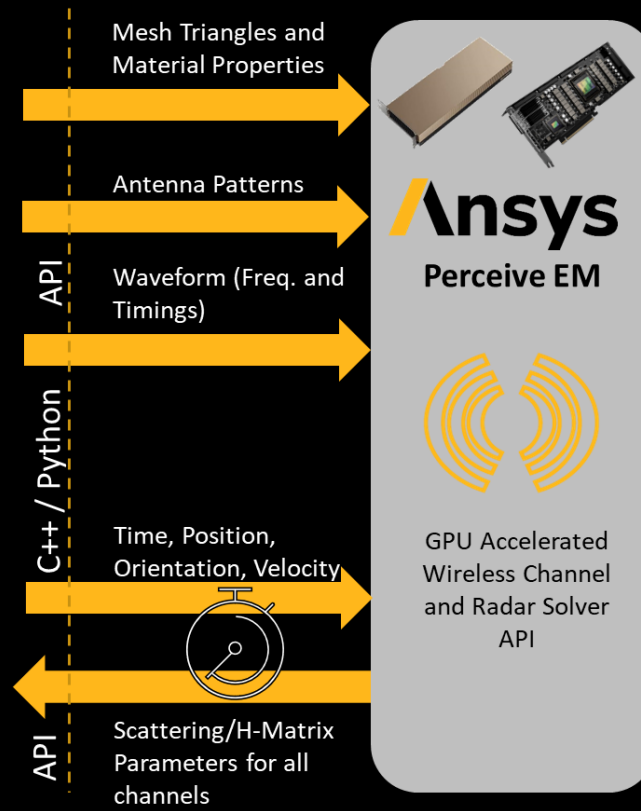 Mesh Triangles and
Material Properties
Antenna Patterns
Waveform (Freq. and
Timings)
Time, Position,
Orientation, Velocity
Scattering/H-Matrix
Parameters for all
channels
API
C++ / Python
API
Ansys
Perceive EM
GPU Accelerated
Wireless Channel
and Radar Solver
API